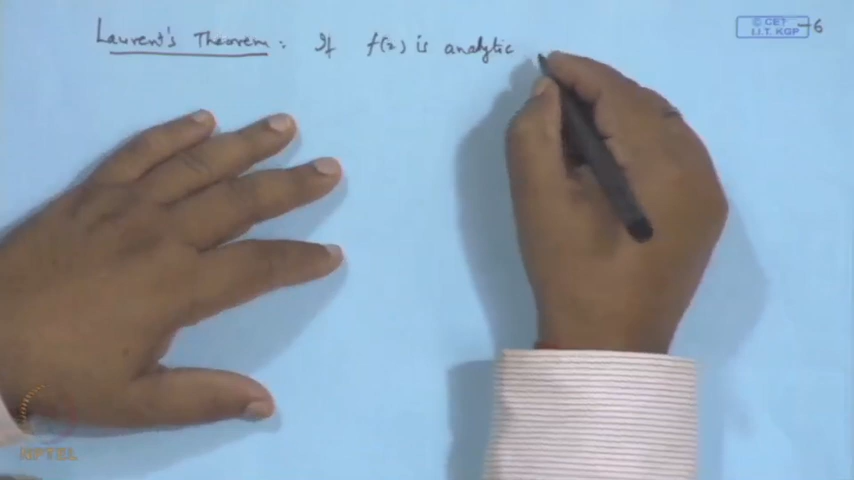 Laurent's Theorem: If f(z) is analytic
© CET
I.I.T. KGP
-6
NPTEL